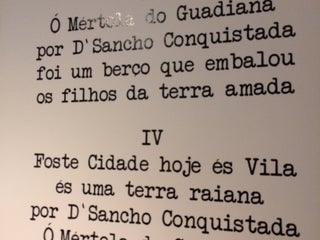 Ó Mértola do Guadiana
por D'Sancho Conquistada
foi um berço que embalou
os filhos da terra amada
IV
Foste Cidade hoje és Vila
és uma terra raiana
por D'Sancho Conquistada
Ó Mértola do